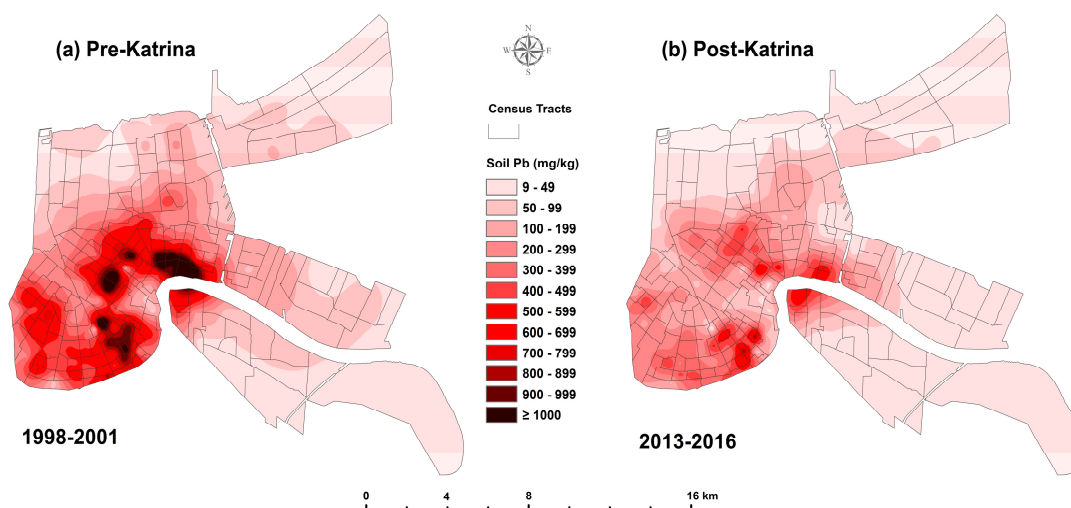 (a) Pre-Katrina
N
W E
S
(b) Post-Katrina
Census Tracts
Soil Pb (mg/kg)
9 - 49
50 - 99
100 - 199
200 - 299
300 - 399
400 - 499
500 - 599
600 - 699
700 - 799
800 - 899
900 - 999
≥ 1000
1998-2001
2013-2016
0 4 8 16 km